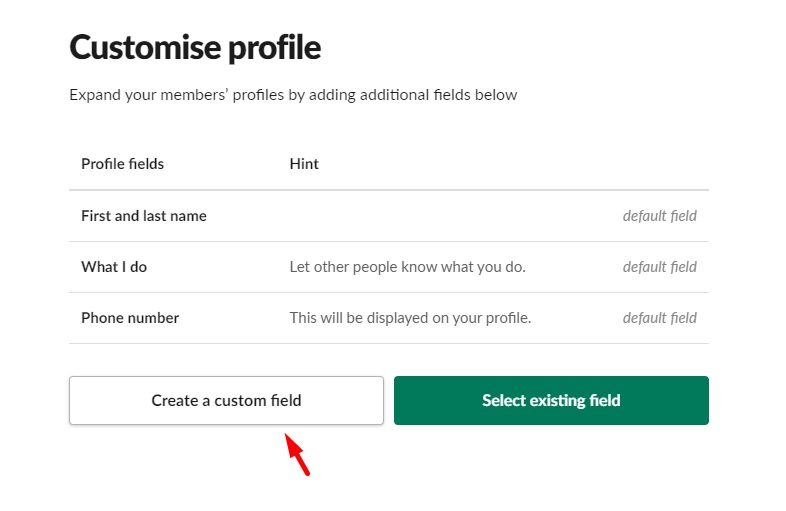 Customise profile
Expand your members’ profiles by adding additional fields below
Profile fields Hint
First and last name default field
What I do Let other people know what you do. default field
Phone number This will be displayed on your profile. default field
Create a custom field Select existing field